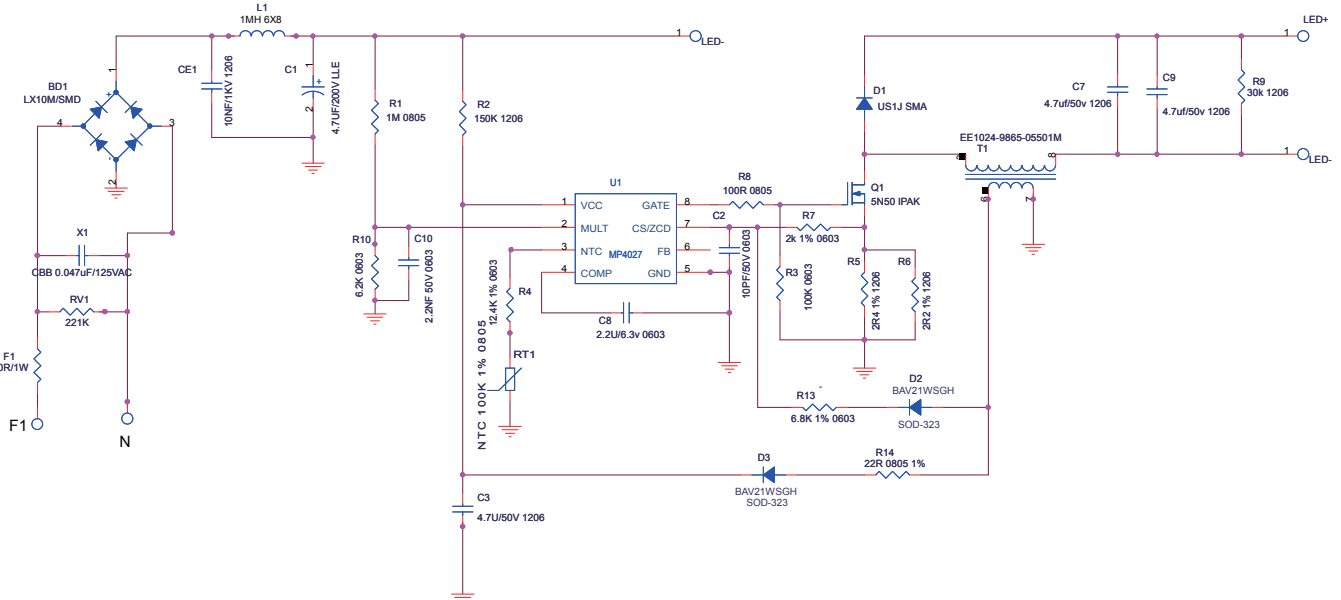 L1
1MH 6X8
1
LED-
LED+
1
BD1
LX10M/SMD
1
+
4
3
-
2
CE1
10NF/1KV 1206
C1
1
+
2
4.7UF/200V LLE
R1
1M 0805
R2
150K 1206
D1
US1J SMA
C7
4.7uf/50v 1206
C9
4.7uf/50v 1206
R9
30k 1206
EE1024-9865-05501M
T1
8
1
LED-
6
7
U1
1
VCC
GATE
8
2
MULT
CS/ZCD
7
3
NTC
FB
6
MP4027
4
COMP
GND
5
R8
100R 0805
Q1
5N50 IPAK
C2
10PF/50V 0603
R7
2k 1% 0603
R3
100K 0603
R5
2R4 1% 1206
R6
2R2 1% 1206
X1
CBB 0.047uF/125VAC
RV1
221K
R10
6.2K 0603
C10
2.2NF 50V 0603
R4
12.4K 1% 0603
C8
2.2U/6.3v 0603
RT1
NTC 100K 1% 0805
F1
0R/1W
F1
N
R13
6.8K 1% 0603
D2
BAV21WSGH
SOD-323
D3
BAV21WSGH
SOD-323
R14
22R 0805 1%
C3
4.7U/50V 1206